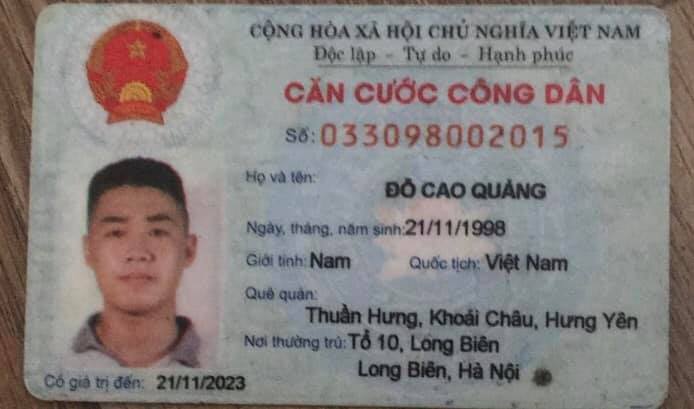 CỘNG HÒA XÃ HỘI CHỦ NGHĨA VIỆT NAM
Độc lập - Tự do - Hạnh phúc
CĂN CƯỚC CÔNG DÂN
Số: 033098002015
Họ và tên:
ĐỖ CAO QUẢNG
Ngày, tháng, năm sinh: 21/11/1998
Giới tính: Nam Quốc tịch: Việt Nam
Quê quán:
Thuần Hưng, Khoái Châu, Hưng Yên
Nơi thường trú: Tổ 10, Long Biên
Long Biên, Hà Nội
Có giá trị đến: 21/11/2023